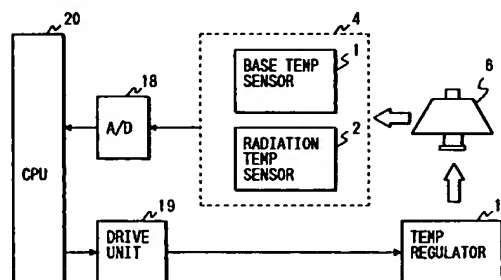 20
4
1
BASE TEMP
SENSOR
18
A/D
2
RADIATION
TEMP
SENSOR
6
CPU
19
DRIVE
UNIT
TEMP
REGULATOR